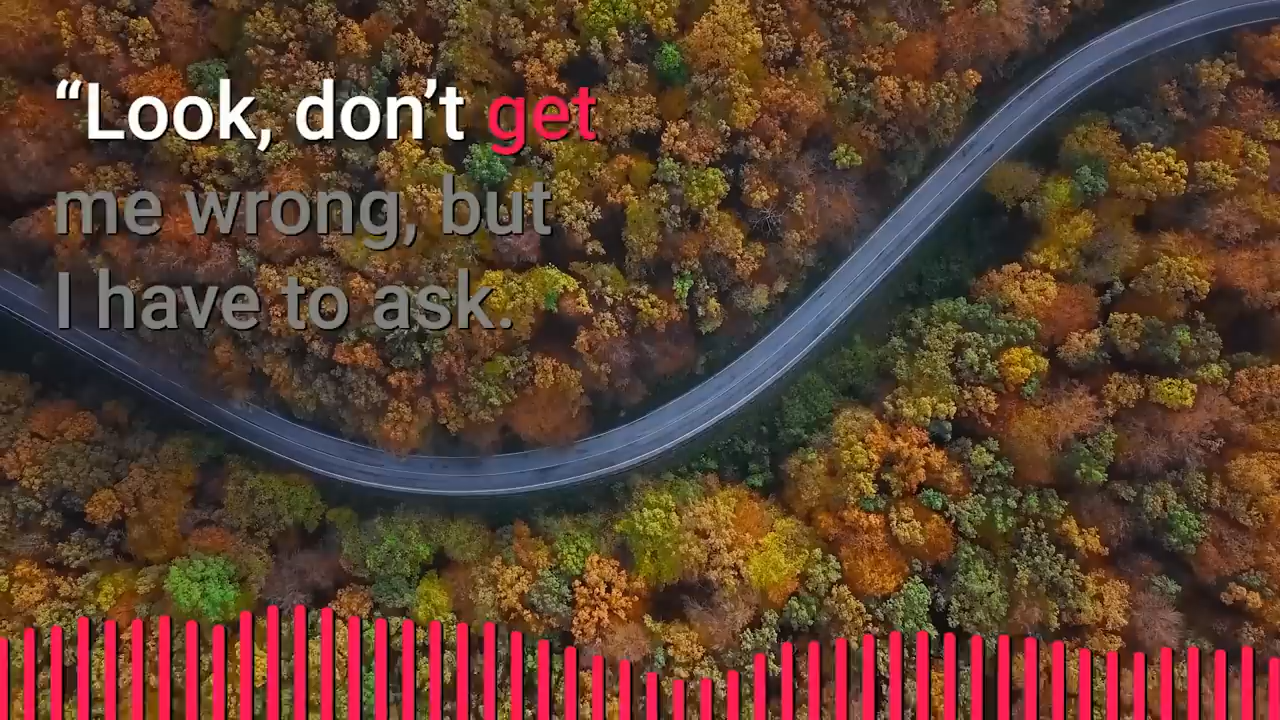 “Look, don’t get
me wrong, but
I have to ask.